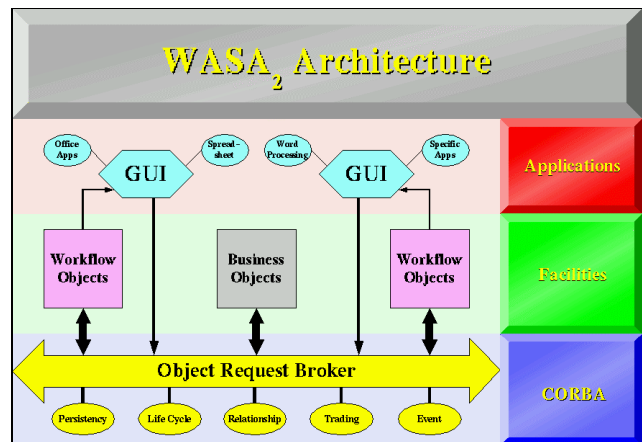 WASA2 Architecture
Office
Apps
Spread-
sheet
Word
Processing
Specific
Apps
GUI
GUI
Applications
Workflow
Objects
Business
Objects
Workflow
Objects
Facilities
Object Request Broker
CORBA
Persistency
Life Cycle
Relationship
Trading
Event